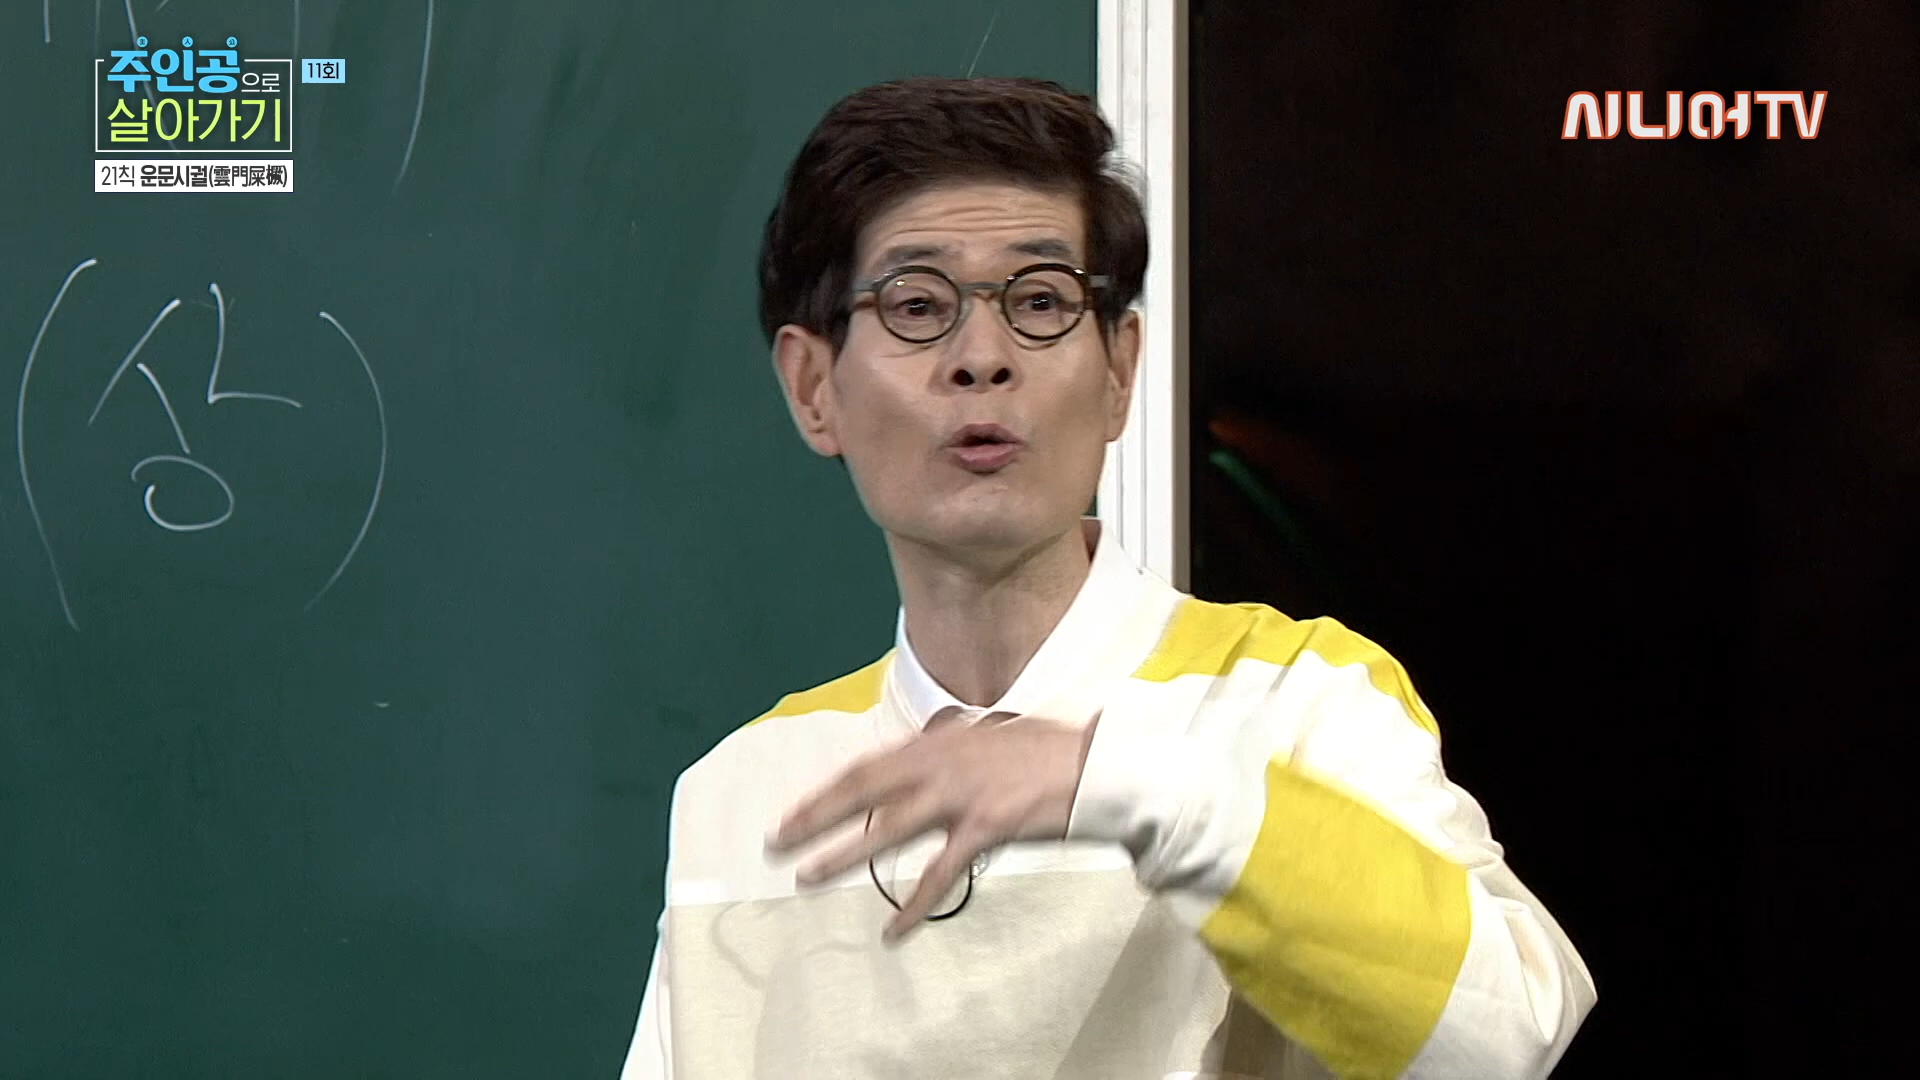 주인공으로
살아가기
11회
21칙 운문시궐(雲門屎橛)
시니어TV
(상)